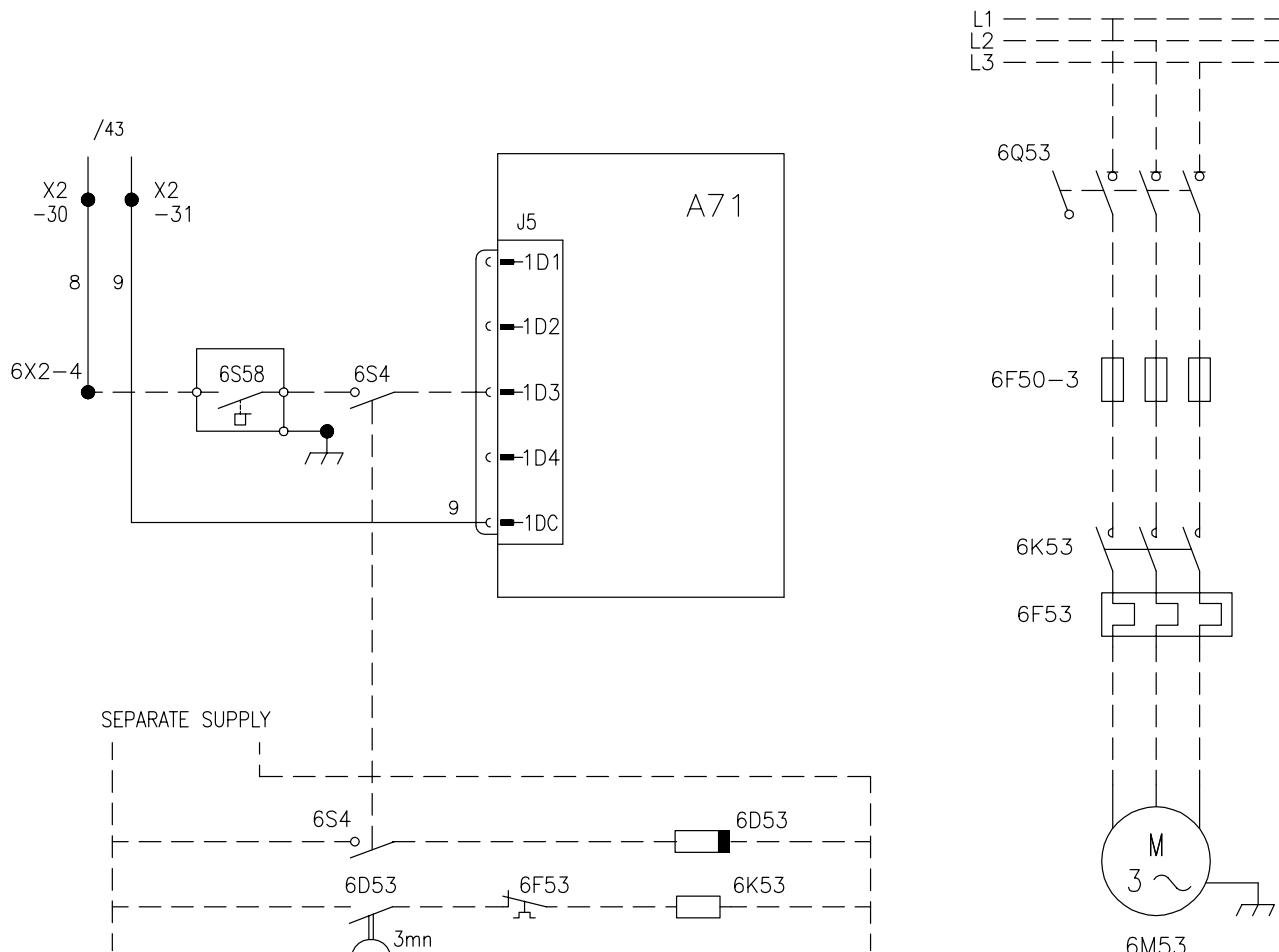 L1
L2
L3
/43
6Q53
X2
-30
X2
-31
A71
J5
1D1
8
9
1D2
6X2-4
6S58
6S4
1D3
6F50-3
1D4
9
1DC
6K53
6F53
SEPARATE SUPPLY
6S4
6D53
M
3
6D53
6F53
6K53
3mn
6M53